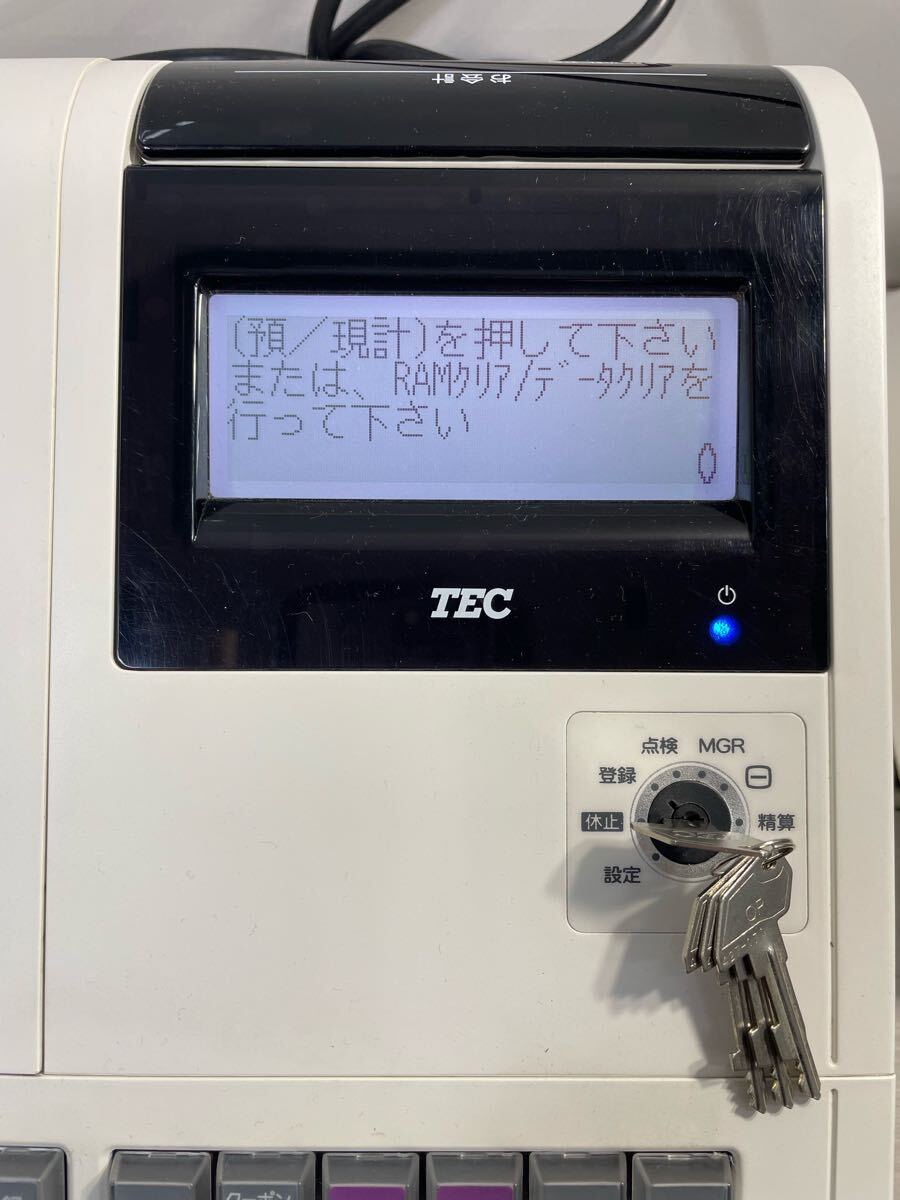 お会計
(預/現計)を押して下さい
または、RAMｸﾘｱ/ﾃﾞｰﾀｸﾘｱを
行って下さい
0
TEC
点検 MGR
登録
休止 精算
設定
OP
クーポン